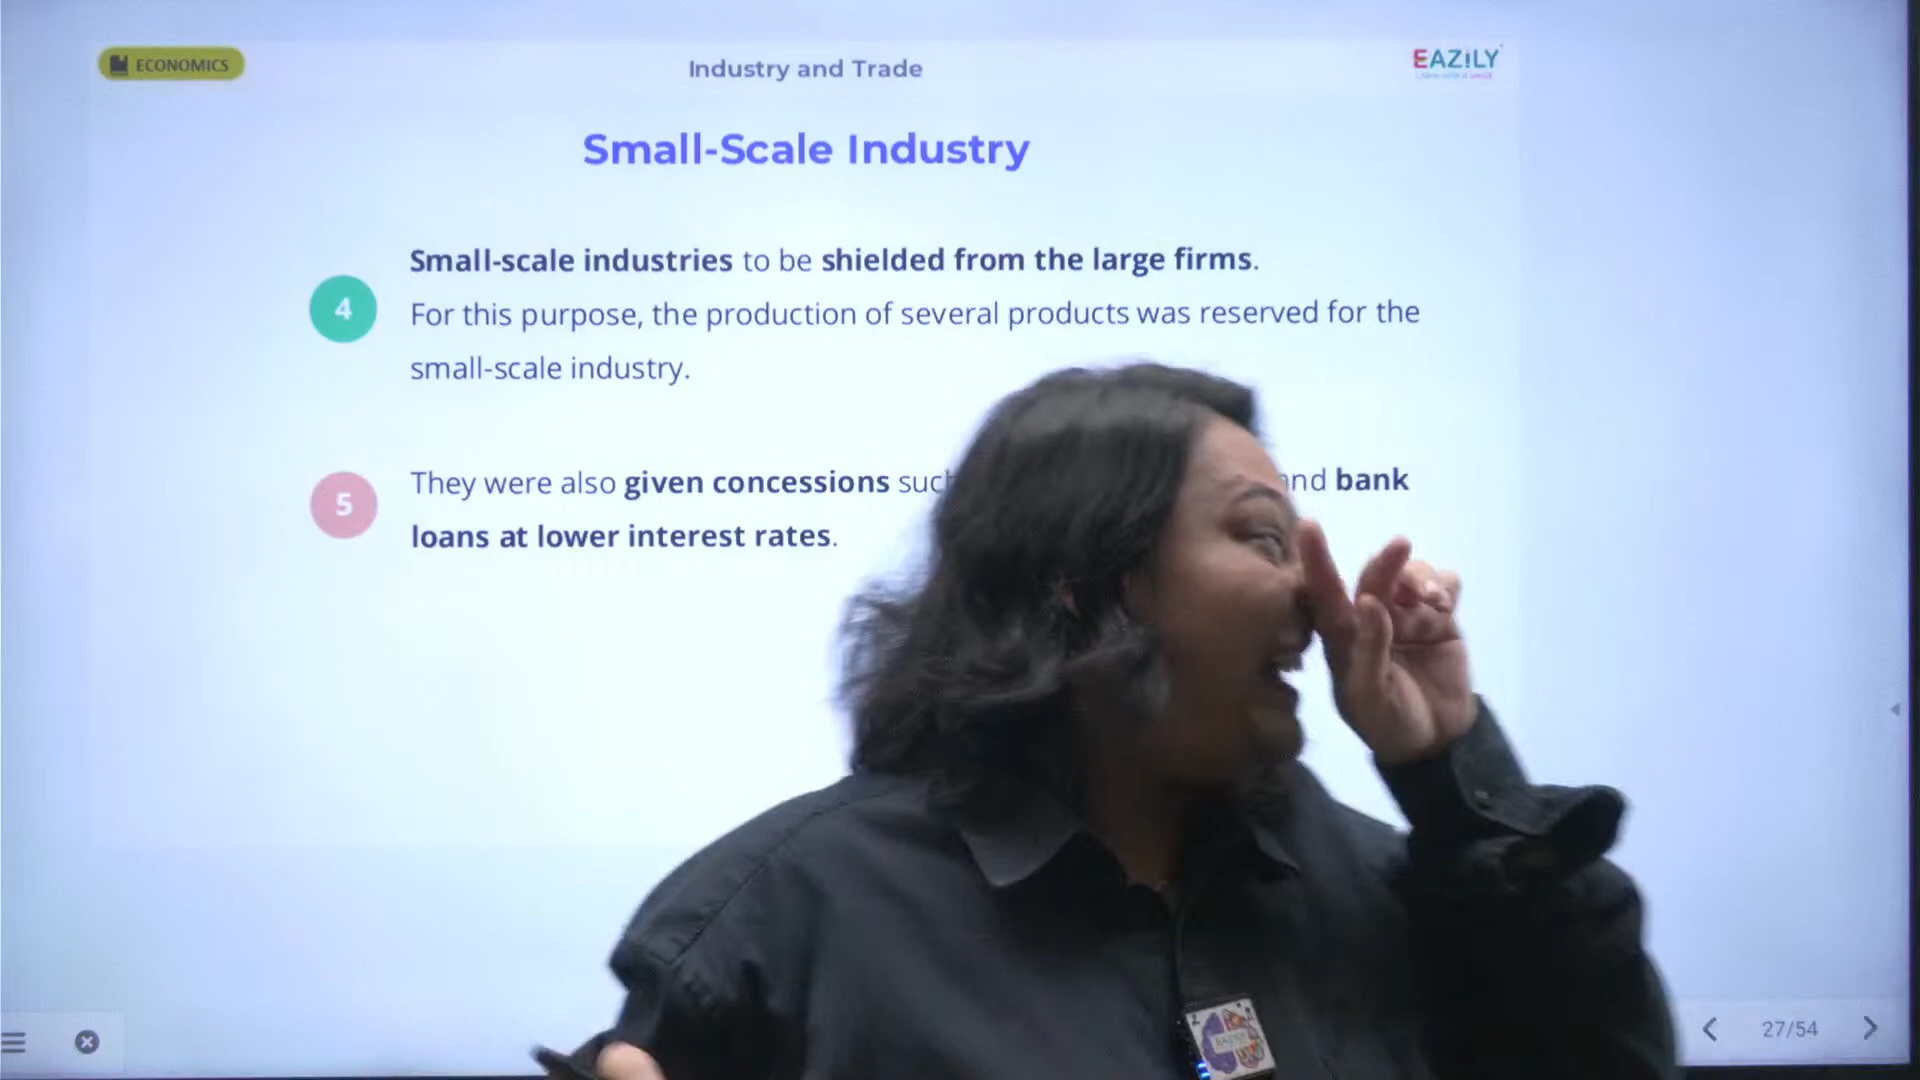 ECONOMICS
Industry and Trade
EAZiLY
Small-Scale Industry
Small-scale industries to be shielded from the large firms.
4
For this purpose, the production of several products was reserved for the
small-scale industry.
They were also given concessions and bank
5
loans at lower interest rates.
27/54